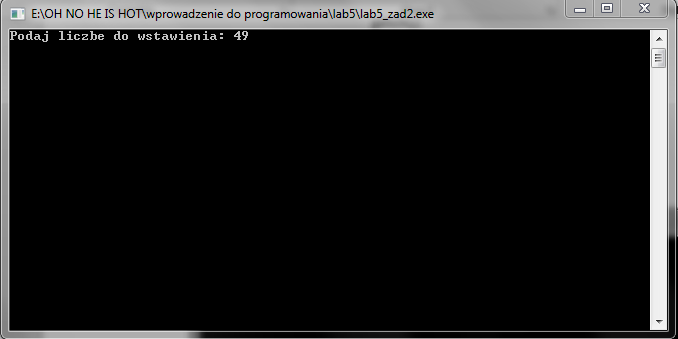 E:\OH NO HE IS HOT\wprowadzenie do programowania\lab5\lab5_zad2.exe
Podaj liczbe do wstawienia: 49